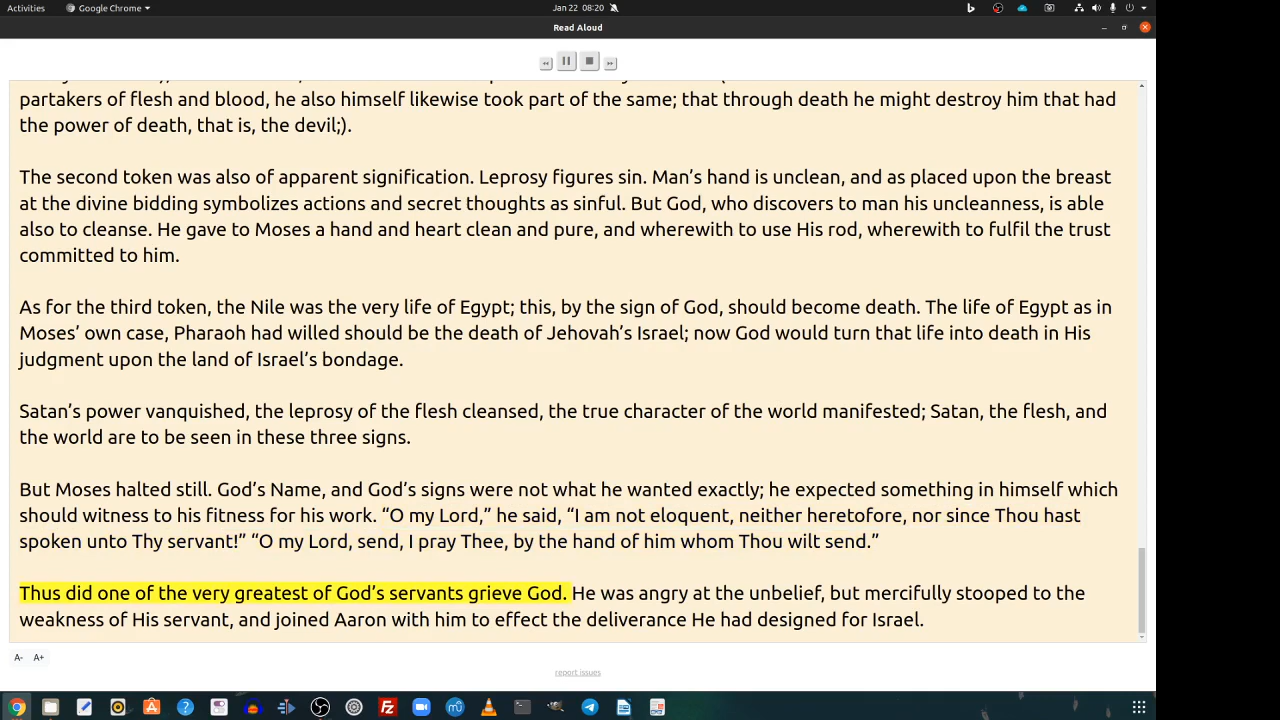 Activities
Google Chrome
Jan 22 08:20
Read Aloud
partakers of flesh and blood, he also himself likewise took part of the same; that through death he might destroy him that had
the power of death, that is, the devil;).
The second token was also of apparent signification. Leprosy figures sin. Man’s hand is unclean, and as placed upon the breast
at the divine bidding symbolizes actions and secret thoughts as sinful. But God, who discovers to man his uncleanness, is able
also to cleanse. He gave to Moses a hand and heart clean and pure, and wherewith to use His rod, wherewith to fulfil the trust
committed to him.
As for the third token, the Nile was the very life of Egypt; this, by the sign of God, should become death. The life of Egypt as in
Moses’ own case, Pharaoh had willed should be the death of Jehovah’s Israel; now God would turn that life into death in His
judgment upon the land of Israel’s bondage.
Satan’s power vanquished, the leprosy of the flesh cleansed, the true character of the world manifested; Satan, the flesh, and
the world are to be seen in these three signs.
But Moses halted still. God’s Name, and God’s signs were not what he wanted exactly; he expected something in himself which
should witness to his fitness for his work. “O my Lord,” he said, “I am not eloquent, neither heretofore, nor since Thou hast
spoken unto Thy servant!” “O my Lord, send, I pray Thee, by the hand of him whom Thou wilt send.”
Thus did one of the very greatest of God’s servants grieve God. He was angry at the unbelief, but mercifully stooped to the
weakness of His servant, and joined Aaron with him to effect the deliverance He had designed for Israel.
A- A+
report issues